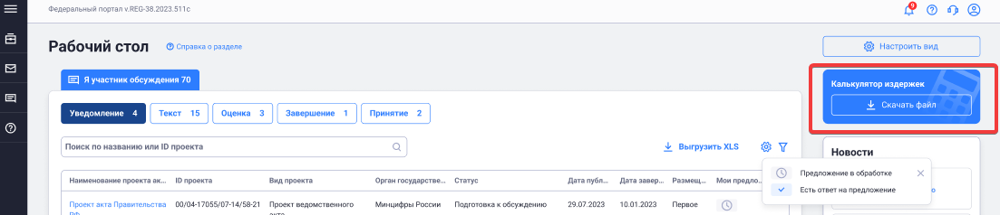 Федеральный портал v.REG-38.2023.511c
9
Рабочий стол
Справка о разделе
Настроить вид
Я участник обсуждения 70
Калькулятор издержек
Скачать файл
Уведомление 4 Текст 15 Оценка 3 Завершение 1 Принятие 2
Поиск по названию или ID проекта
Выгрузить XLS
Новости
Предложение в обработке
Есть ответ на предложение
Наименование проекта ак... ID проекта Вид проекта Орган государстве... Статус Дата публ... Дата завер... Размещ... Мои предло...
Проект акта Правительства 00/04-17055/07-14/58-21 Проект ведомственного Минцифры России Подготовка к обсуждению 29.07.2023 10.01.2023 Первое
РФ акта